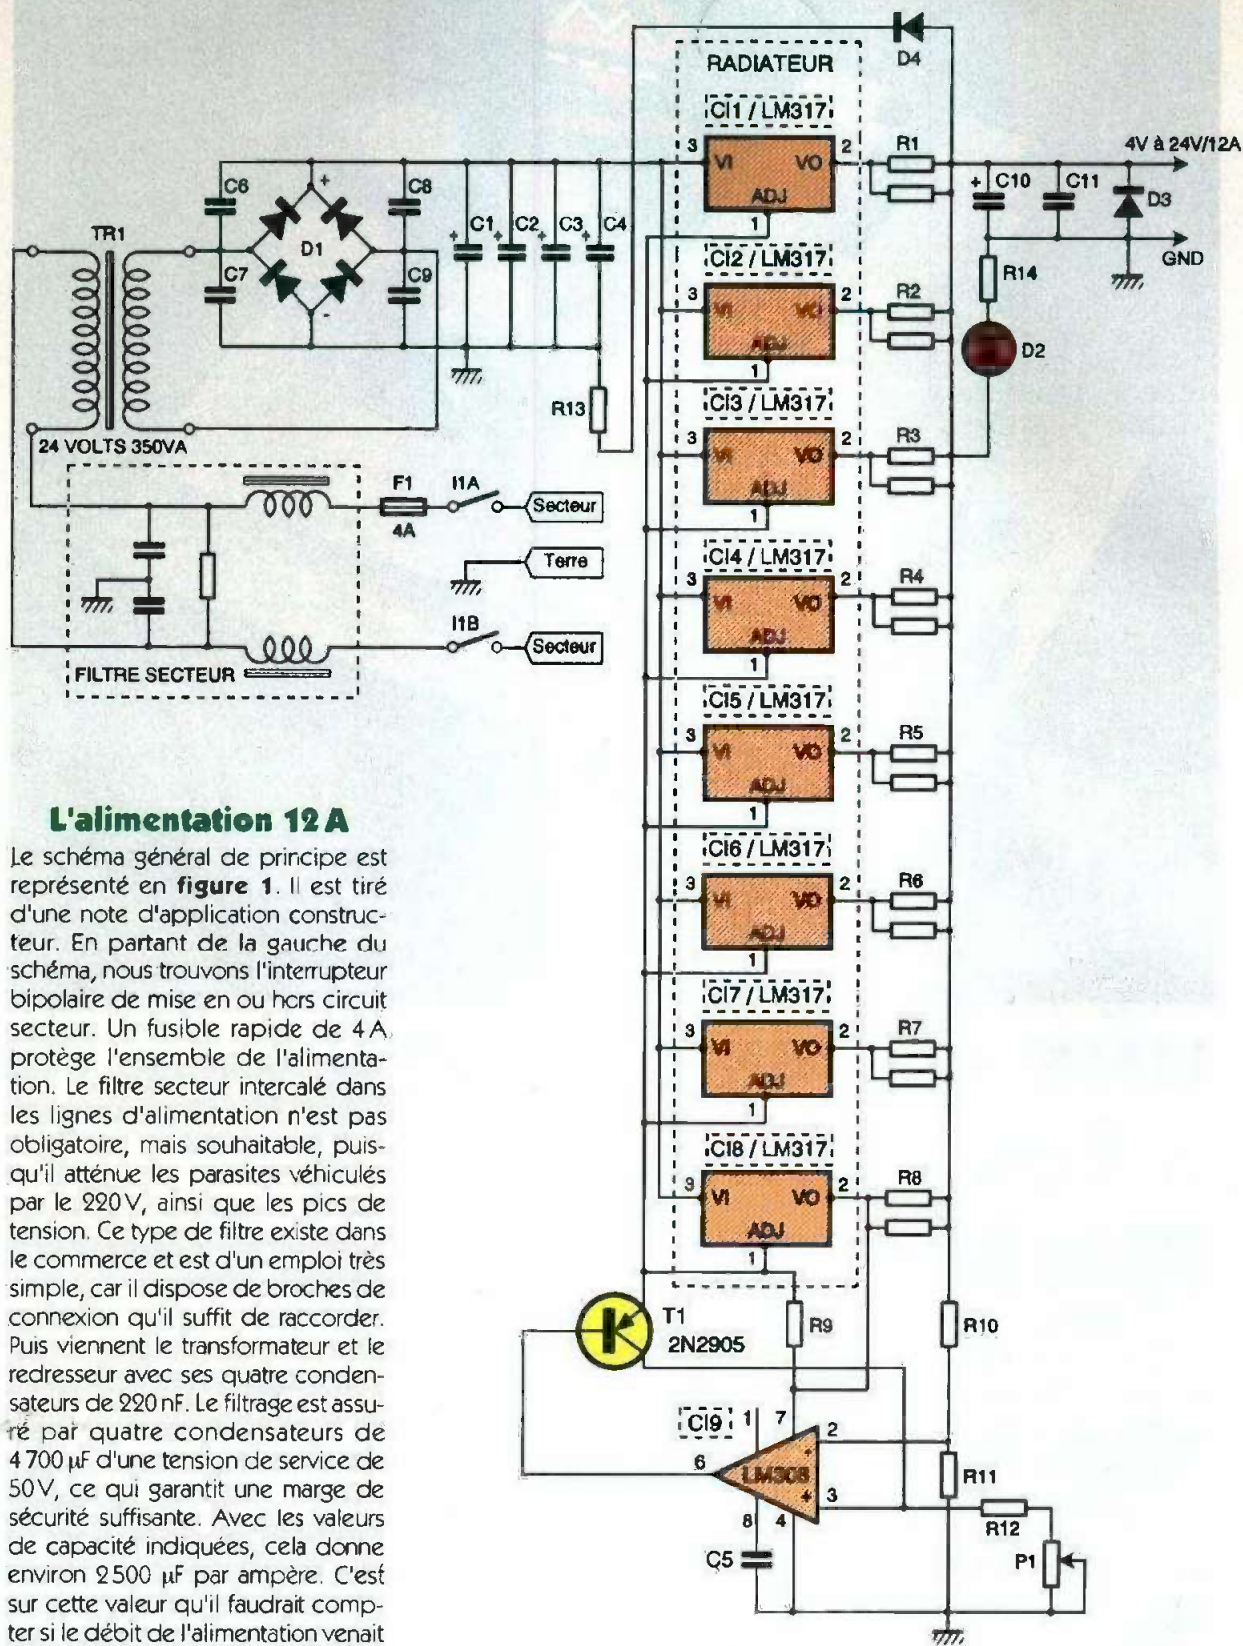 D4
RADIATEUR
CI1 / LM317
3 VI VO 2
ADJ
1
R1
4V à 24V/12A
+ C10
C11
D3
GND
R14
D2
C6
C8
+
D1
-
C7
C9
TR1
+ C1
+ C2
+ C3
+ C4
R13
24 VOLTS 350VA
CI2 / LM317
3 VI VO 2
ADJ
1
R2
CI3 / LM317
3 VI VO 2
ADJ
1
R3
F1
4A
I1A
Secteur
Terre
I1B
Secteur
FILTRE SECTEUR
CI4 / LM317
3 VI VO 2
ADJ
1
R4
CI5 / LM317
3 VI VO 2
ADJ
1
R5
CI6 / LM317
3 VI VO 2
ADJ
1
R6
CI7 / LM317
3 VI VO 2
ADJ
1
R7
CI8 / LM317
3 VI VO 2
ADJ
1
R8
T1
2N2905
R9
R10
CI9
1 7
2
6
LM308
+
3
8 4
C5
R11
R12
P1
L'alimentation 12 A
Le schéma général de principe est
représenté en figure 1. Il est tiré
d'une note d'application construc-
teur. En partant de la gauche du
schéma, nous trouvons l'interrupteur
bipolaire de mise en ou hors circuit
secteur. Un fusible rapide de 4 A
protège l'ensemble de l'alimenta-
tion. Le filtre secteur intercalé dans
les lignes d'alimentation n'est pas
obligatoire, mais souhaitable, puis-
qu'il atténue les parasites véhiculés
par le 220 V, ainsi que les pics de
tension. Ce type de filtre existe dans
le commerce et est d'un emploi très
simple, car il dispose de broches de
connexion qu'il suffit de raccorder.
Puis viennent le transformateur et le
redresseur avec ses quatre conden-
sateurs de 220 nF. Le filtrage est assu-
ré par quatre condensateurs de
4 700 µF d'une tension de service de
50 V, ce qui garantit une marge de
sécurité suffisante. Avec les valeurs
de capacité indiquées, cela donne
environ 2 500 µF par ampère. C'est
sur cette valeur qu'il faudrait comp-
ter si le débit de l'alimentation venait